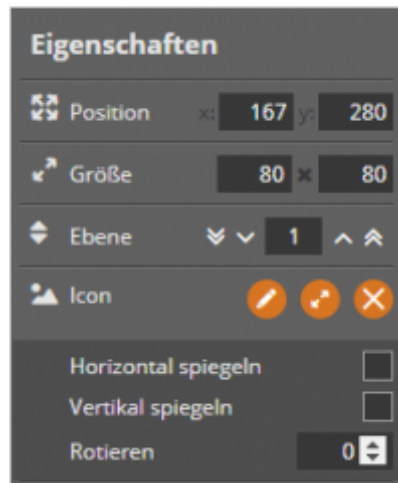 Eigenschaften
Position x: 167 y: 280
Größe 80 × 80
Ebene 1
Icon
Horizontal spiegeln
Vertikal spiegeln
Rotieren 0